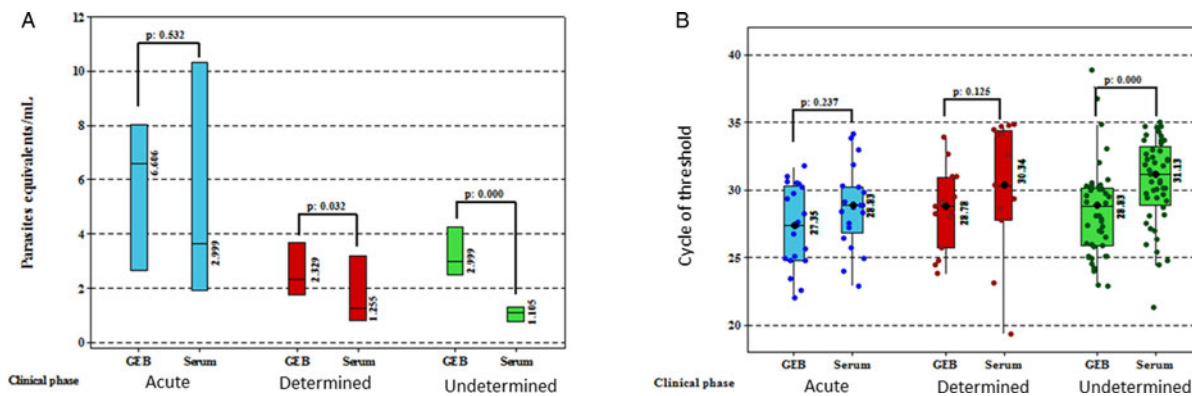 A
Parasites equivalents/mL
12
10
8
6
4
2
0
p: 0.532
p: 0.032
p: 0.000
6.606
2.999
2.329
1.255
2.999
1.105
GEB Serum GEB Serum GEB Serum
Clinical phase Acute Determined Undetermined
B
Cycle of threshold
40
35
30
25
20
p: 0.237
p: 0.125
p: 0.000
27.35
28.83
28.78
30.34
28.83
31.13
GEB Serum GEB Serum GEB Serum
Clinical phase Acute Determined Undetermined